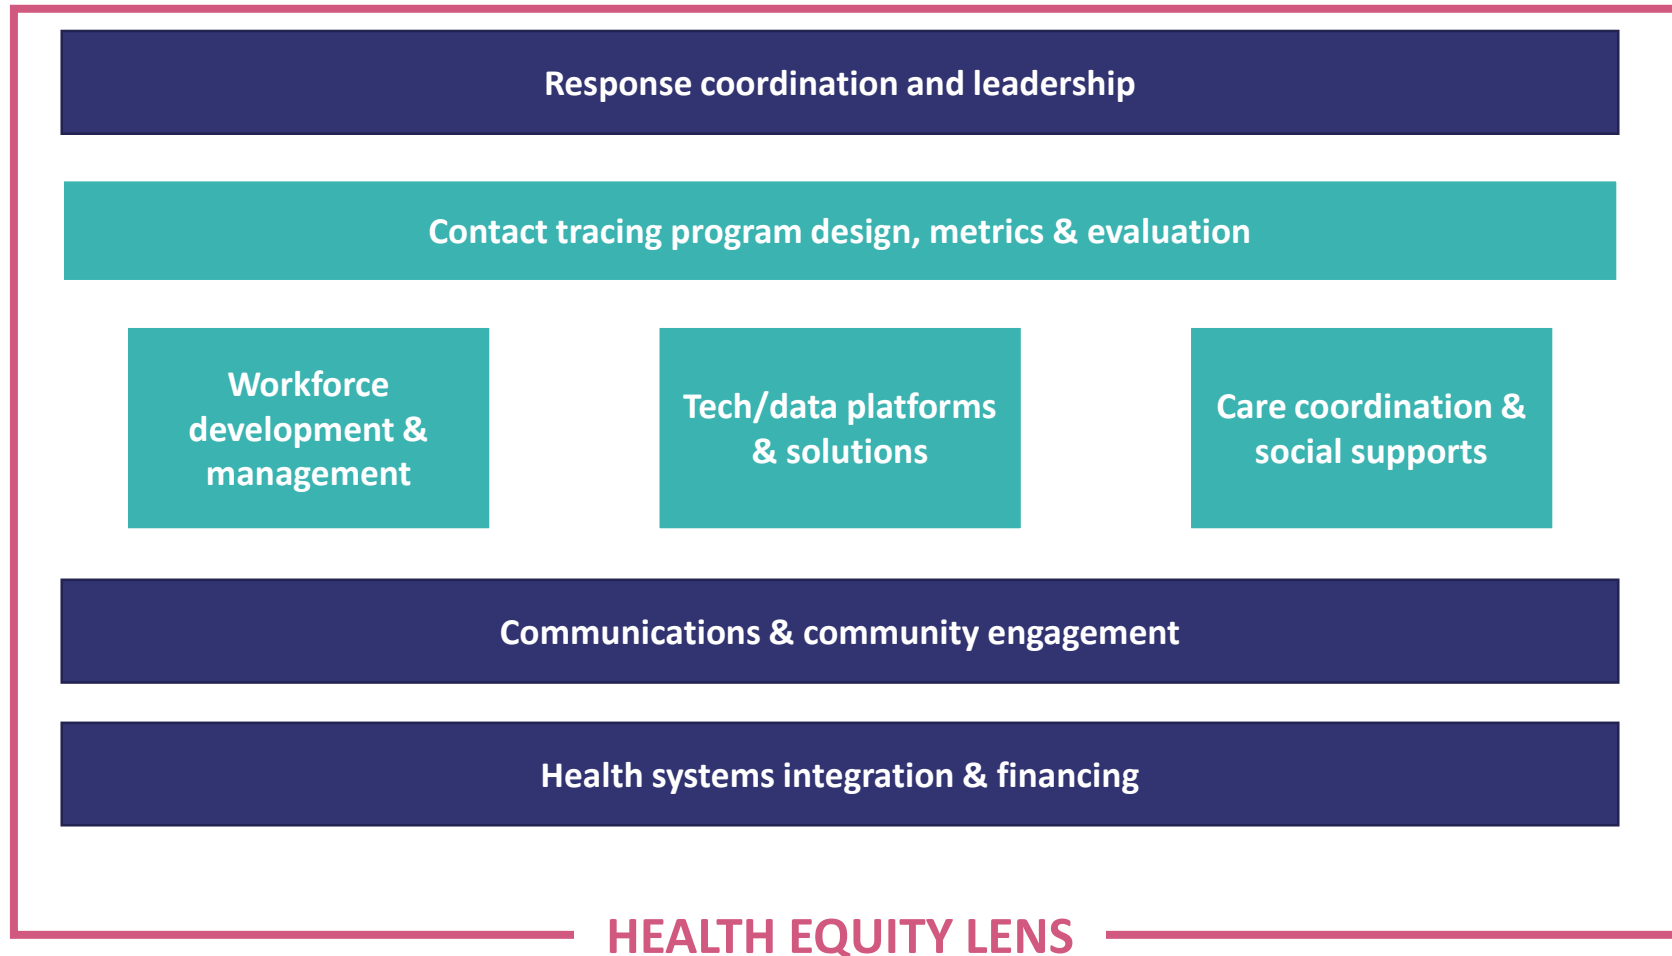 Response coordination and leadership
Contact tracing program design, metrics & evaluation
Workforce
development &
management
Tech/data platforms
& solutions
Care coordination &
social supports
Communications & community engagement
Health systems integration & financing
HEALTH EQUITY LENS